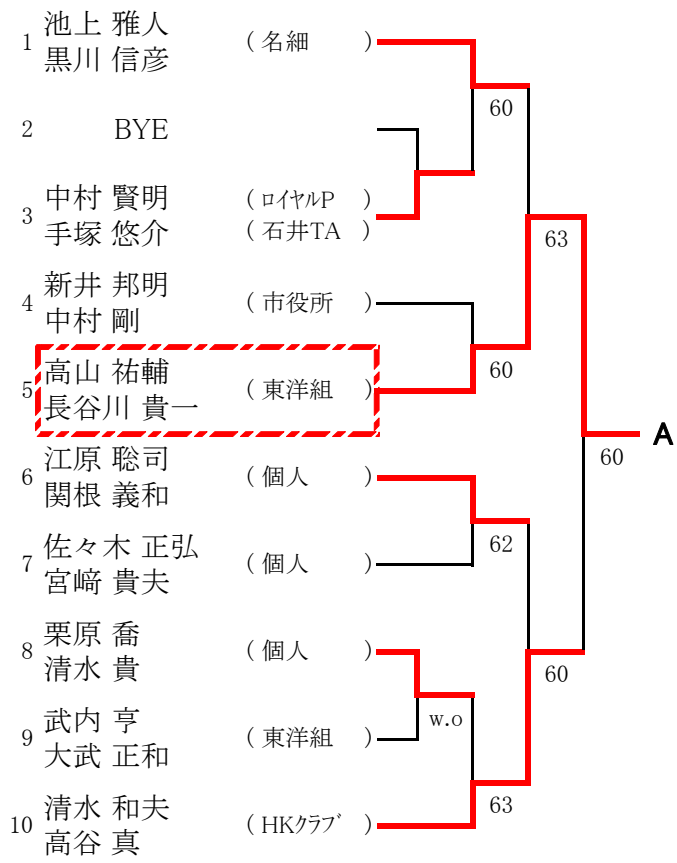 1 池上 雅人 ( 名細 )
黒川 信彦
60
2 BYE
3 中村 賢明 ( ロイヤルP )
手塚 悠介 ( 石井TA )
63
4 新井 邦明 ( 市役所 )
中村 剛
60
5 高山 祐輔 ( 東洋組 )
長谷川 貴一
A
60
6 江原 聡司 ( 個人 )
関根 義和
62
7 佐々木 正弘 ( 個人 )
宮﨑 貴夫
8 栗原 喬 ( 個人 )
清水 貴
60
w.o
9 武内 亨 ( 東洋組 )
大武 正和
63
10 清水 和夫 ( HKクラブ )
高谷 真